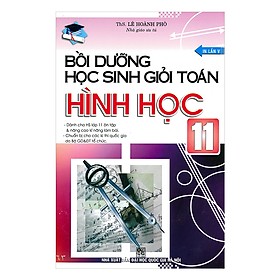 ThS. LÊ HOÀNH PHÒ
Nhà giáo ưu tú
IN LẦN V
BỒI DƯỠNG
HỌC SINH GIỎI TOÁN
HÌNH HỌC
11
- Dành cho HS lớp 11 ôn tập
& nâng cao kĩ năng làm bài.
- Chuẩn bị cho các kì thi quốc gia
do Bộ GD&ĐT tổ chức.
NHÀ XUẤT BẢN ĐẠI HỌC QUỐC GIA HÀ NỘI